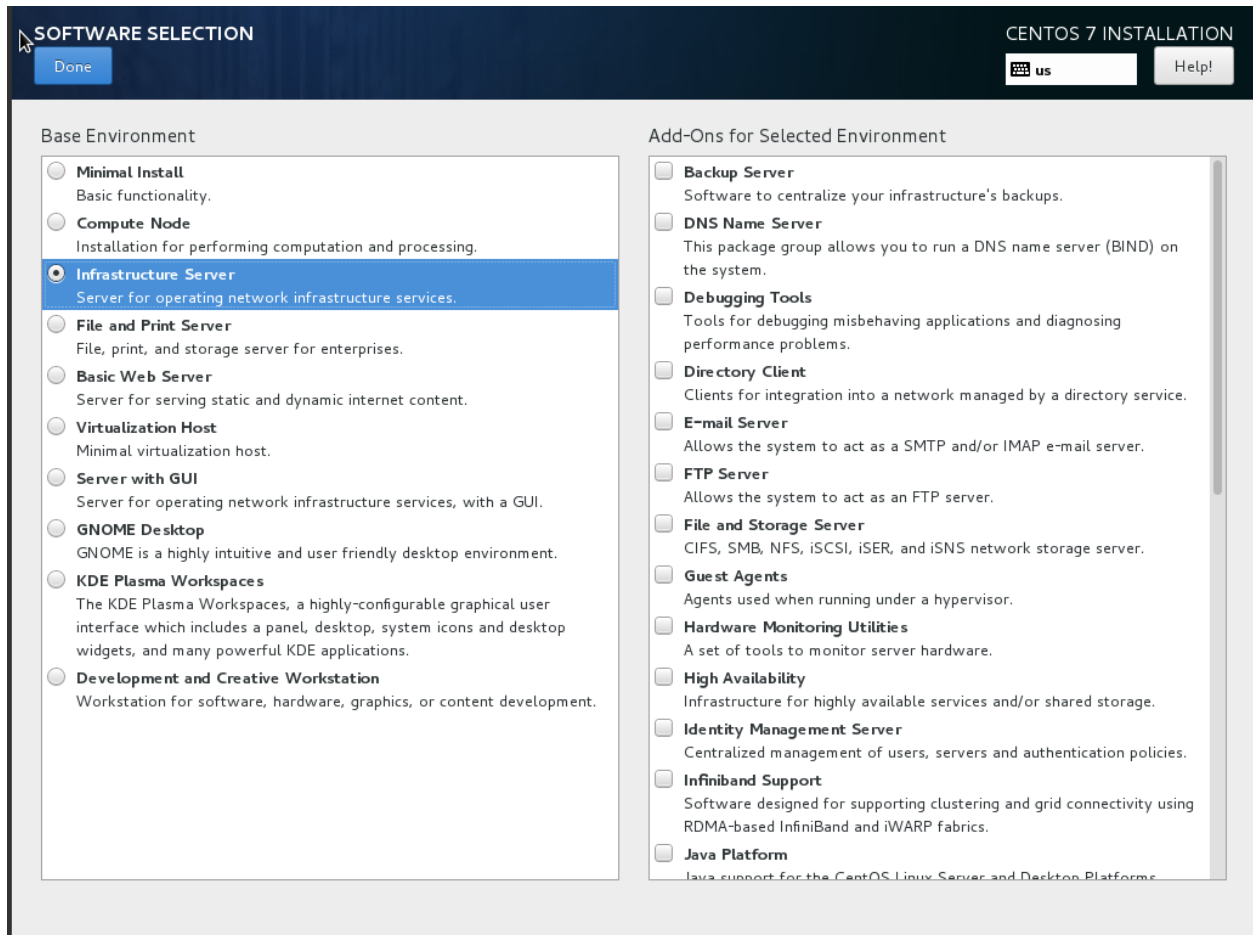 SOFTWARE SELECTION
CENTOS 7 INSTALLATION
Done
us
Help!
Base Environment
Minimal Install
Basic functionality.
Compute Node
Installation for performing computation and processing.
Infrastructure Server
Server for operating network infrastructure services.
File and Print Server
File, print, and storage server for enterprises.
Basic Web Server
Server for serving static and dynamic internet content.
Virtualization Host
Minimal virtualization host.
Server with GUI
Server for operating network infrastructure services, with a GUI.
GNOME Desktop
GNOME is a highly intuitive and user friendly desktop environment.
KDE Plasma Workspaces
The KDE Plasma Workspaces, a highly-configurable graphical user
interface which includes a panel, desktop, system icons and desktop
widgets, and many powerful KDE applications.
Development and Creative Workstation
Workstation for software, hardware, graphics, or content development.
Add-Ons for Selected Environment
Backup Server
Software to centralize your infrastructure's backups.
DNS Name Server
This package group allows you to run a DNS name server (BIND) on
the system.
Debugging Tools
Tools for debugging misbehaving applications and diagnosing
performance problems.
Directory Client
Clients for integration into a network managed by a directory service.
E-mail Server
Allows the system to act as a SMTP and/or IMAP e-mail server.
FTP Server
Allows the system to act as an FTP server.
File and Storage Server
CIFS, SMB, NFS, iSCSI, iSER, and iSNS network storage server.
Guest Agents
Agents used when running under a hypervisor.
Hardware Monitoring Utilities
A set of tools to monitor server hardware.
High Availability
Infrastructure for highly available services and/or shared storage.
Identity Management Server
Centralized management of users, servers and authentication policies.
Infiniband Support
Software designed for supporting clustering and grid connectivity using
RDMA-based InfiniBand and iWARP fabrics.
Java Platform
Java support for the CentOS Linux Server and Desktop Platforms.